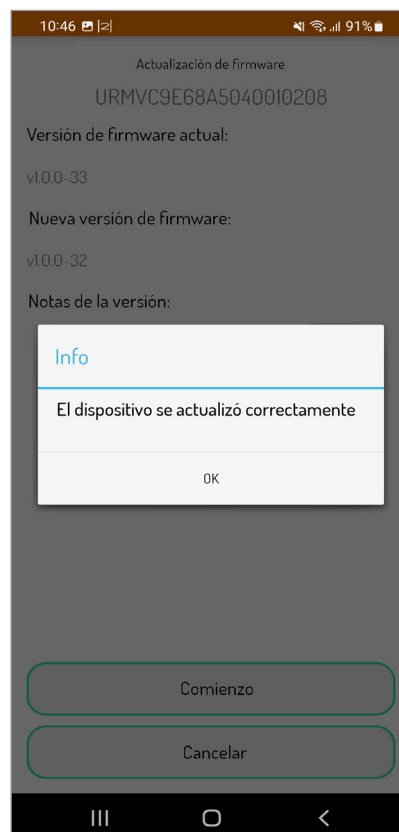 10:46 |2| 91%
Actualización de firmware
URMVC9E68A5040010208
Versión de firmware actual:
v1.0.0-33
Nueva versión de firmware:
v1.0.0-32
Notas de la versión:
Info
El dispositivo se actualizó correctamente
OK
Comienzo
Cancelar